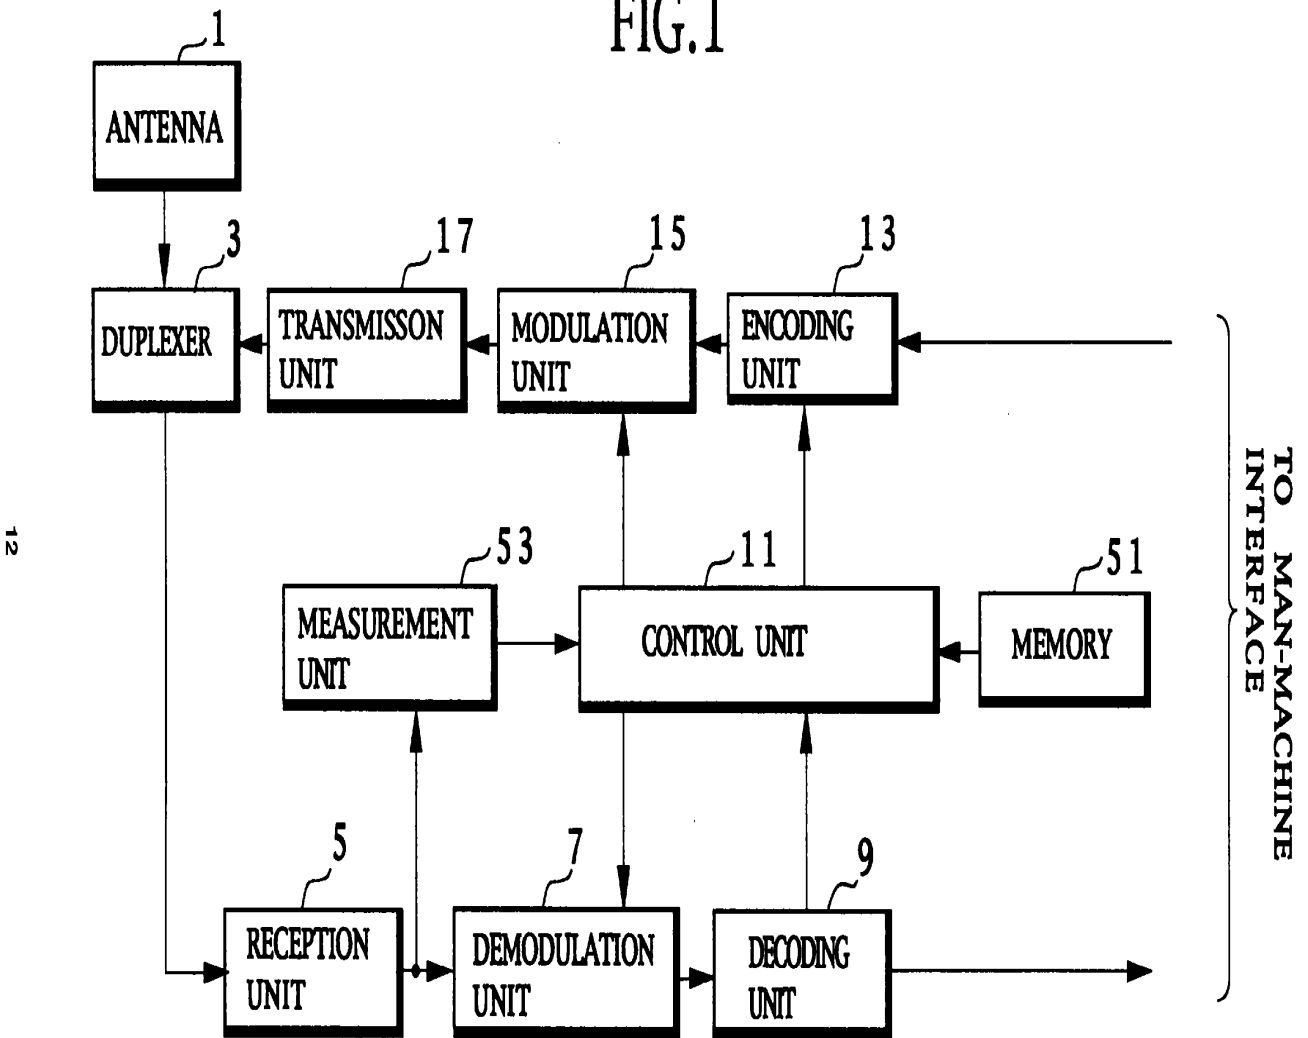 FIG.1
1
ANTENNA
3
17
15
13
DUPLEXER
TRANSMISSON
UNIT
MODULATION
UNIT
ENCODING
UNIT
53
11
51
MEASUREMENT
UNIT
CONTROL UNIT
MEMORY
5
7
9
RECEPTION
UNIT
DEMODULATION
UNIT
DECODING
UNIT
TO MAN-MACHINE
INTERFACE
12